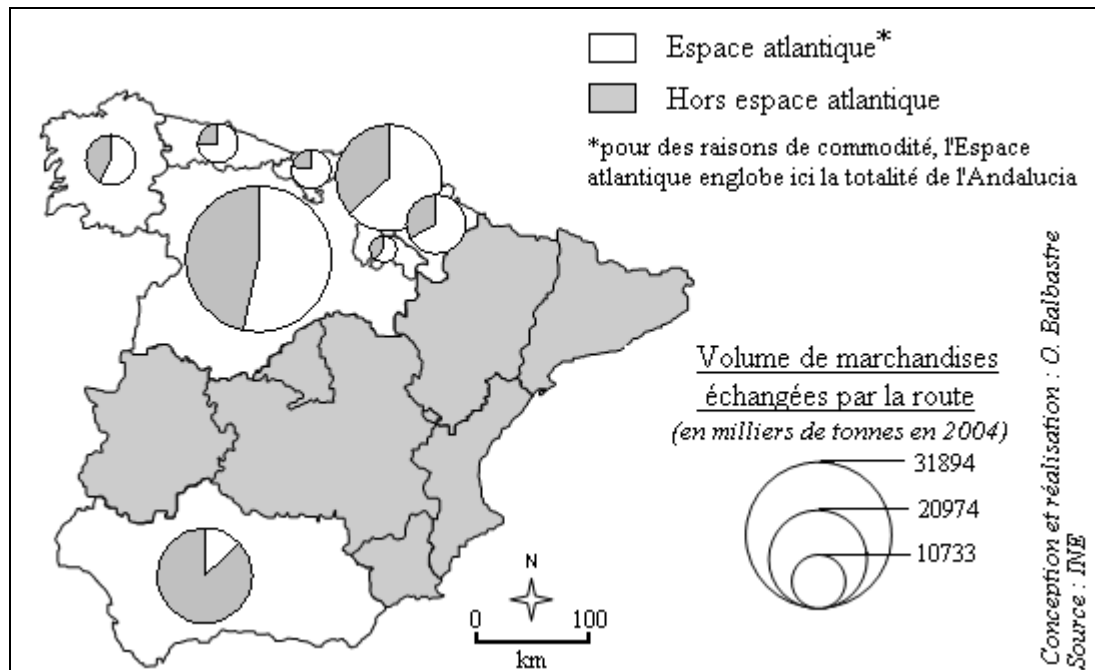 Espace atlantique*
Hors espace atlantique
*pour des raisons de commodité, l'Espace
atlantique englobe ici la totalité de l'Andalucia
Volume de marchandises
échangées par la route
(en milliers de tonnes en 2004)
31894
20974
10733
N
0 100
km
Conception et réalisation : O. Balbastre
Source : INE